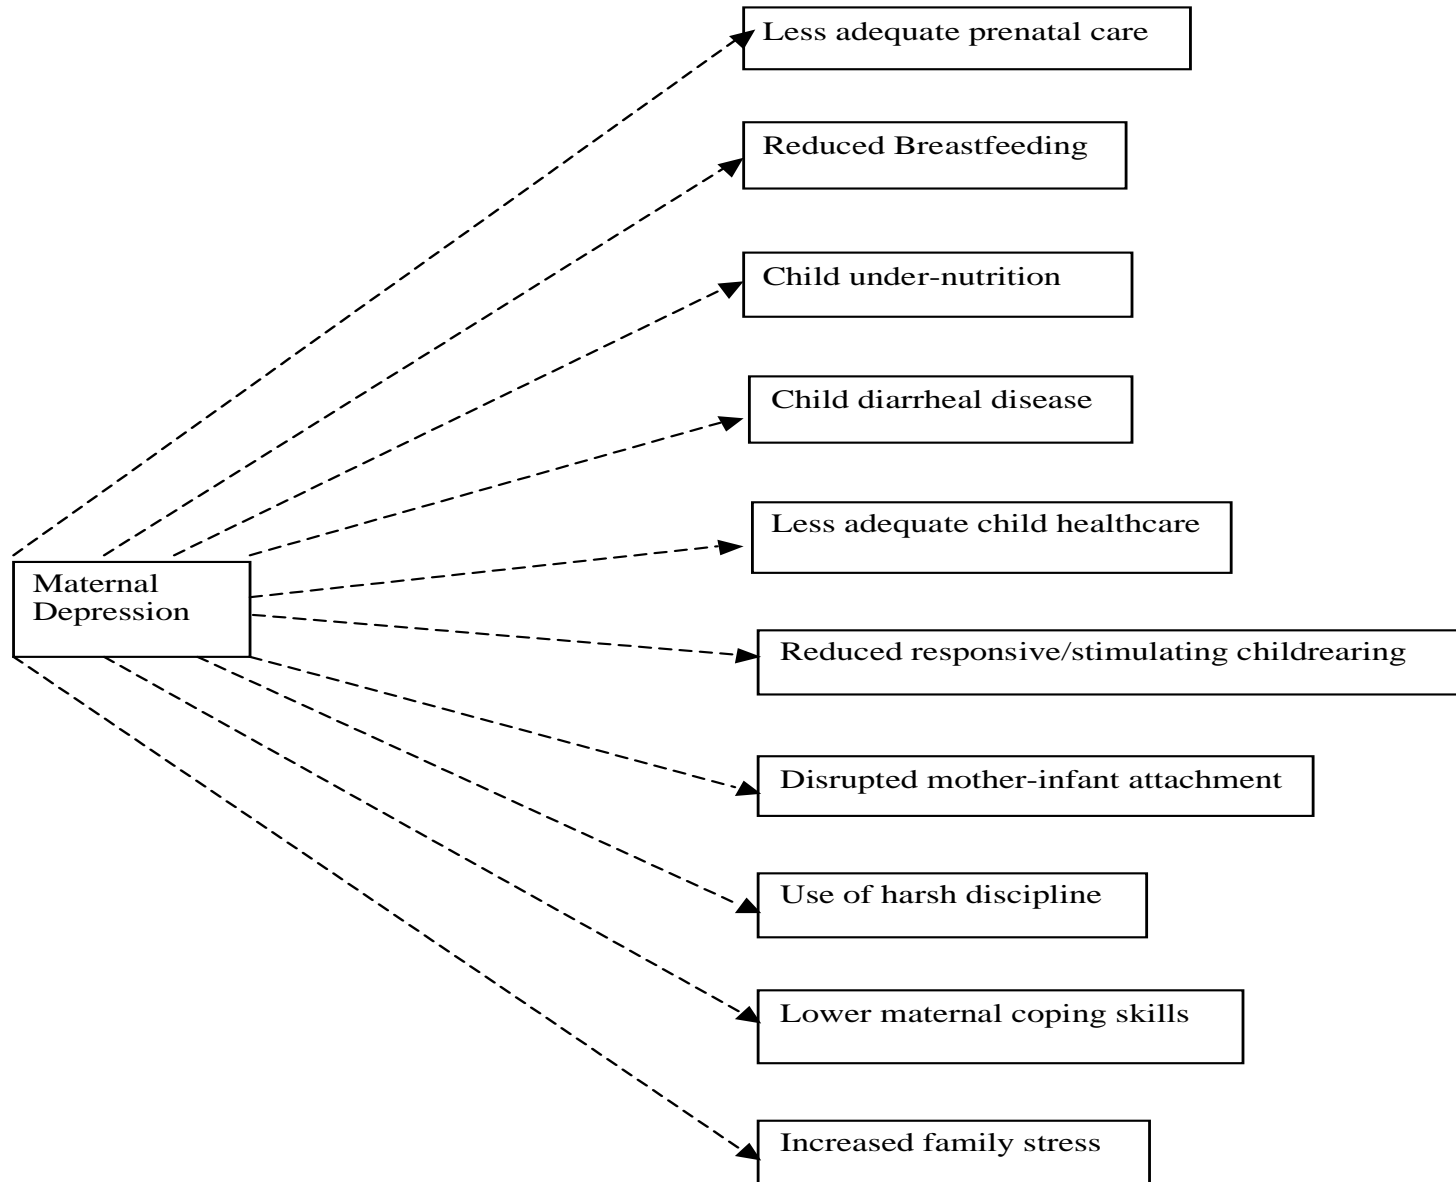 Less adequate prenatal care
Reduced Breastfeeding
Child under-nutrition
Child diarrheal disease
Less adequate child healthcare
Maternal
Depression
Reduced responsive/stimulating childrearing
Disrupted mother-infant attachment
Use of harsh discipline
Lower maternal coping skills
Increased family stress